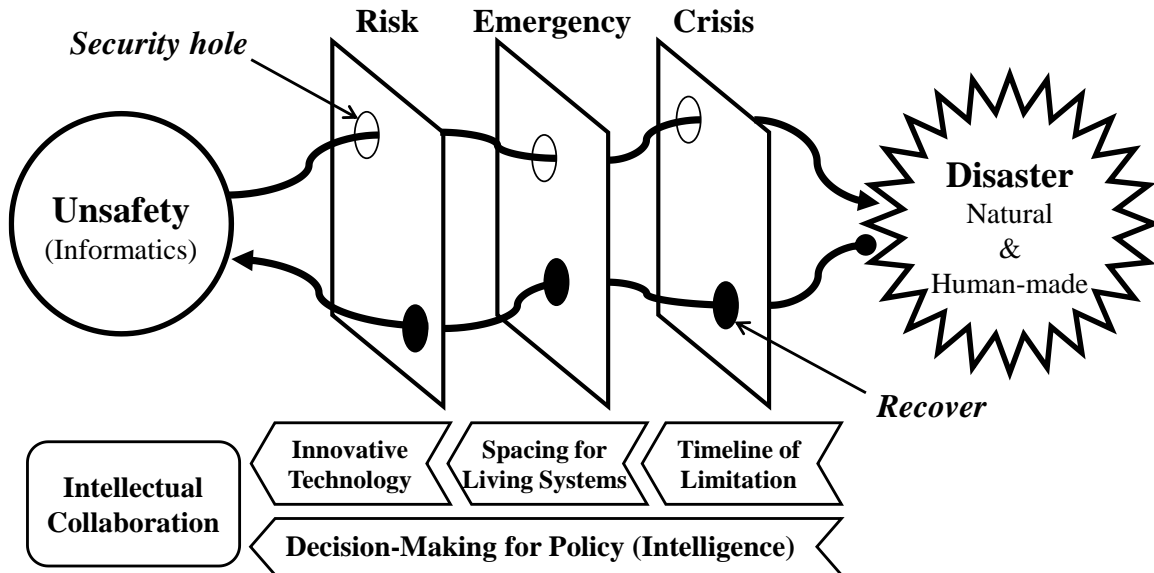 Risk
Emergency
Crisis
Security hole
Unsafety
(Informatics)
Disaster
Natural
&
Human-made
Recover
Intellectual
Collaboration
Innovative
Technology
Spacing for
Living Systems
Timeline of
Limitation
Decision-Making for Policy (Intelligence)